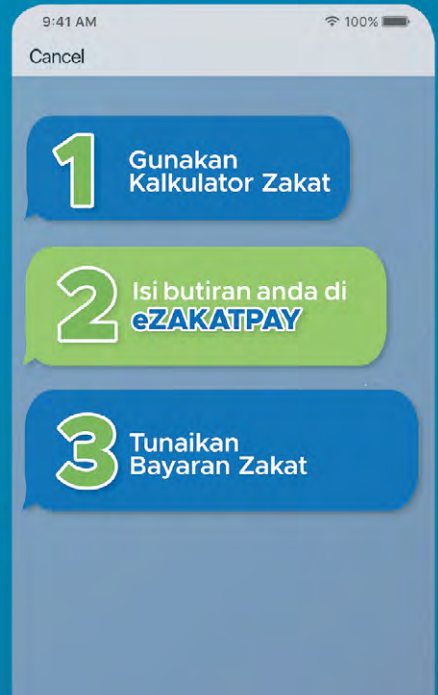 9:41 AM 100%
Cancel
1
Gunakan
Kalkulator Zakat
2
Isi butiran anda di
eZAKATPAY
3
Tunaikan
Bayaran Zakat